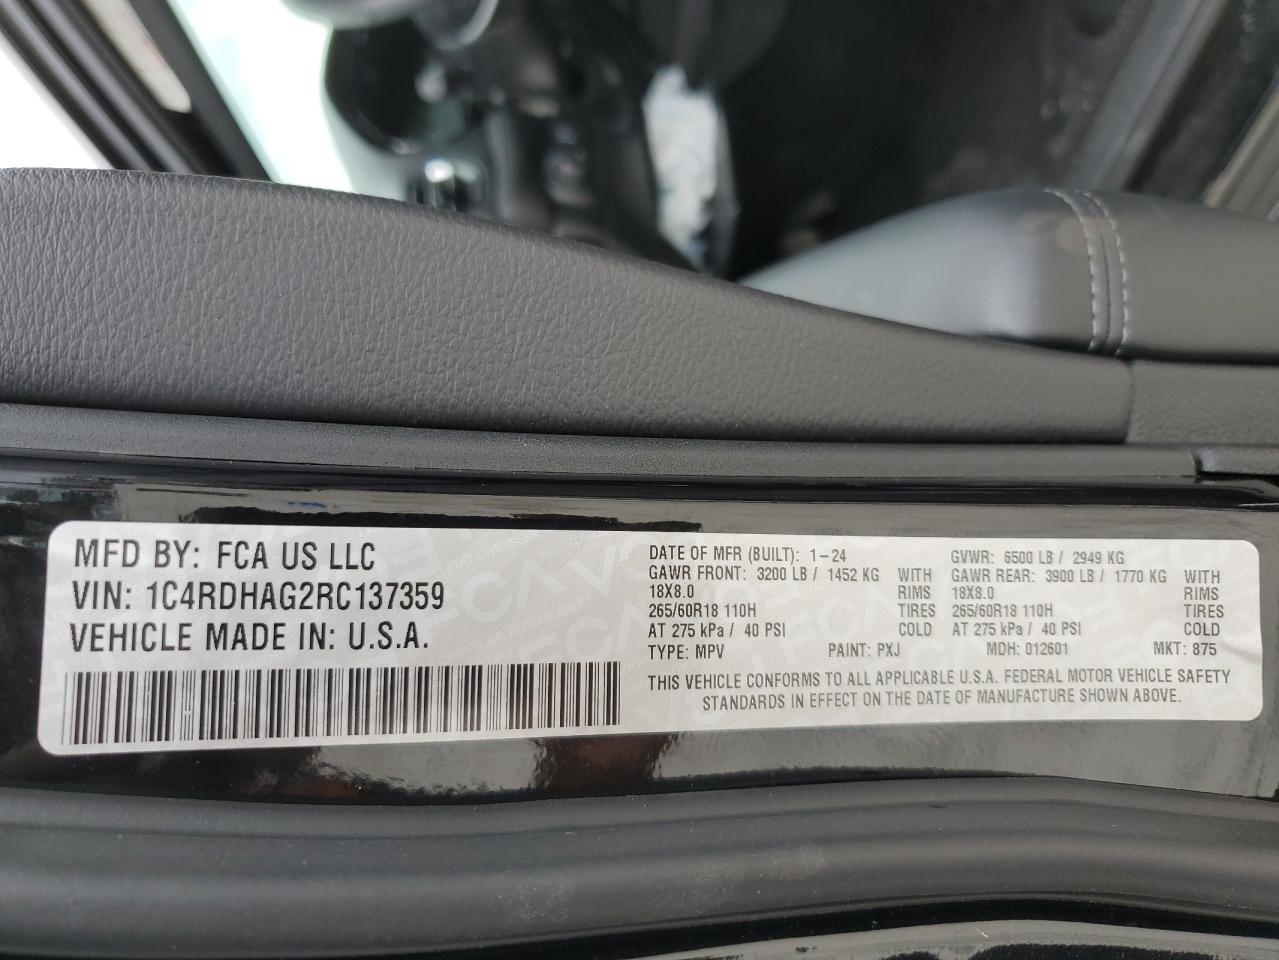 MFD BY: FCA US LLC
VIN: 1C4RDHAG2RC137359
VEHICLE MADE IN: U.S.A.
DATE OF MFR (BUILT): 1-24 GVWR: 6500 LB / 2949 KG
GAWR FRONT: 3200 LB / 1452 KG WITH GAWR REAR: 3900 LB / 1770 KG WITH
18X8.0 RIMS 18X8.0 RIMS
265/60R18 110H TIRES 265/60R18 110H TIRES
AT 275 kPa / 40 PSI COLD AT 275 kPa / 40 PSI COLD
TYPE: MPV PAINT: PXJ MDH: 012601 MKT: 875
THIS VEHICLE CONFORMS TO ALL APPLICABLE U.S.A. FEDERAL MOTOR VEHICLE SAFETY
STANDARDS IN EFFECT ON THE DATE OF MANUFACTURE SHOWN ABOVE.